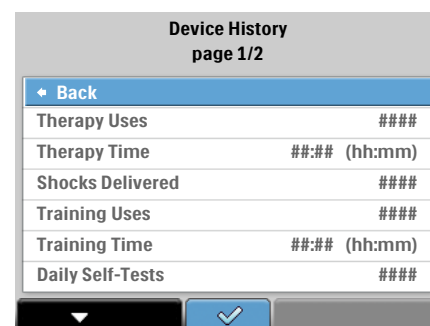 Device History
page 1/2
Back
Therapy Uses ####
Therapy Time ##:## (hh:mm)
Shocks Delivered ####
Training Uses ####
Training Time ##:## (hh:mm)
Daily Self-Tests ####